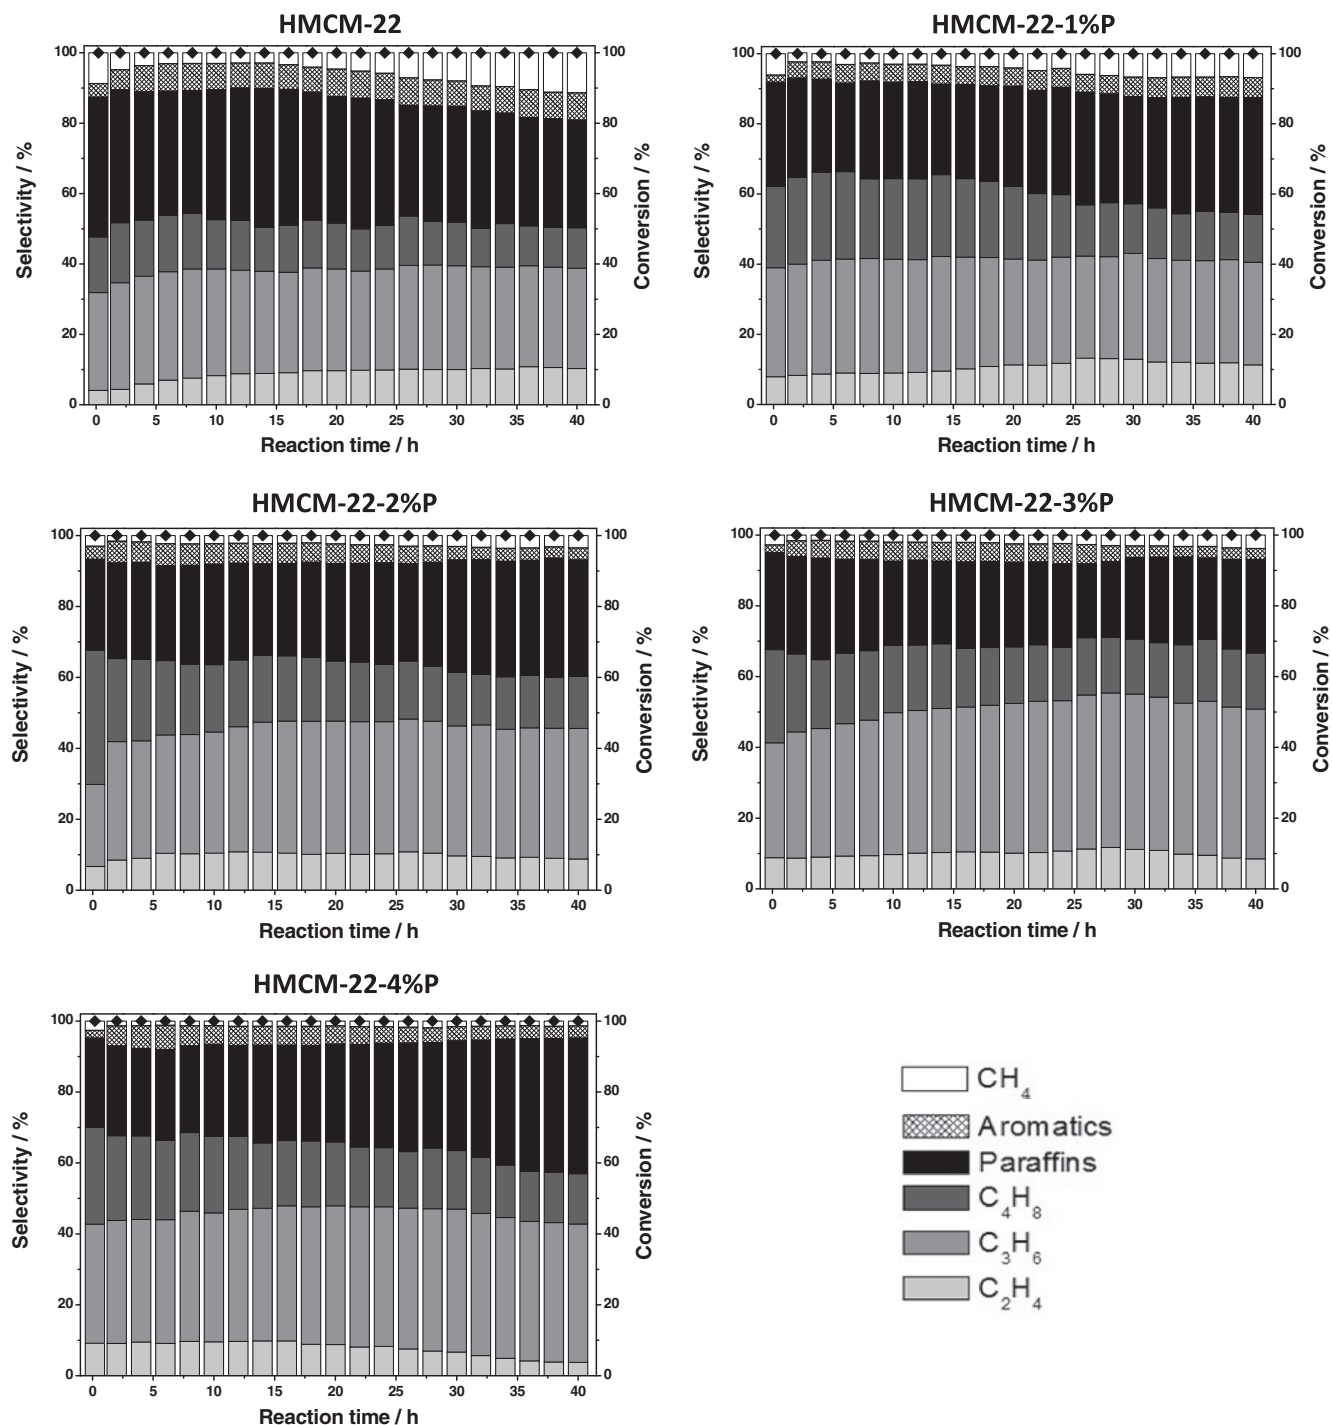 HMCM-22
HMCM-22-1%P
100
80
60
40
20
0
Selectivity / %
0 5 10 15 20 25 30 35 40
Reaction time / h
100
80
60
40
20
0
Conversion / %
100
80
60
40
20
0
Selectivity / %
0 5 10 15 20 25 30 35 40
Reaction time / h
100
80
60
40
20
0
Conversion / %
HMCM-22-2%P
HMCM-22-3%P
100
80
60
40
20
0
Selectivity / %
0 5 10 15 20 25 30 35 40
Reaction time / h
100
80
60
40
20
0
Conversion / %
100
80
60
40
20
0
Selectivity / %
0 5 10 15 20 25 30 35 40
Reaction time / h
100
80
60
40
20
0
Conversion / %
HMCM-22-4%P
100
80
60
40
20
0
Selectivity / %
0 5 10 15 20 25 30 35 40
Reaction time / h
100
80
60
40
20
0
Conversion / %
CH₄
Aromatics
Paraffins
C₄H₈
C₃H₆
C₂H₄